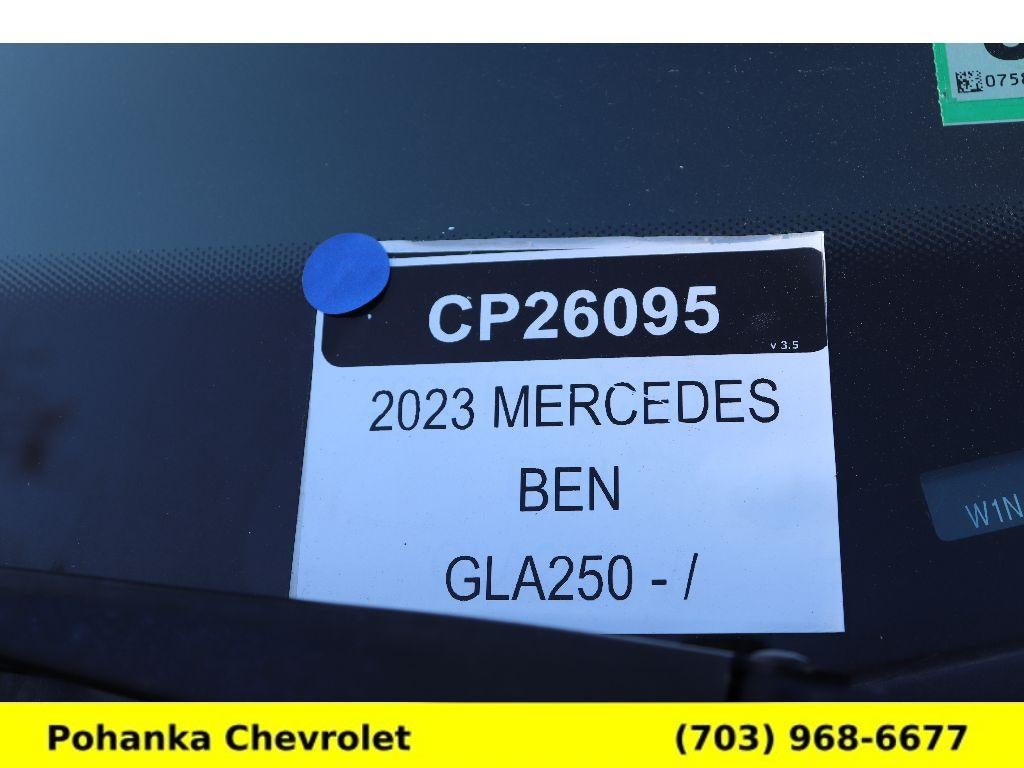 0758
CP26095
v 3.5
2023 MERCEDES
BEN
GLA250 - /
W1N
Pohanka Chevrolet (703) 968-6677